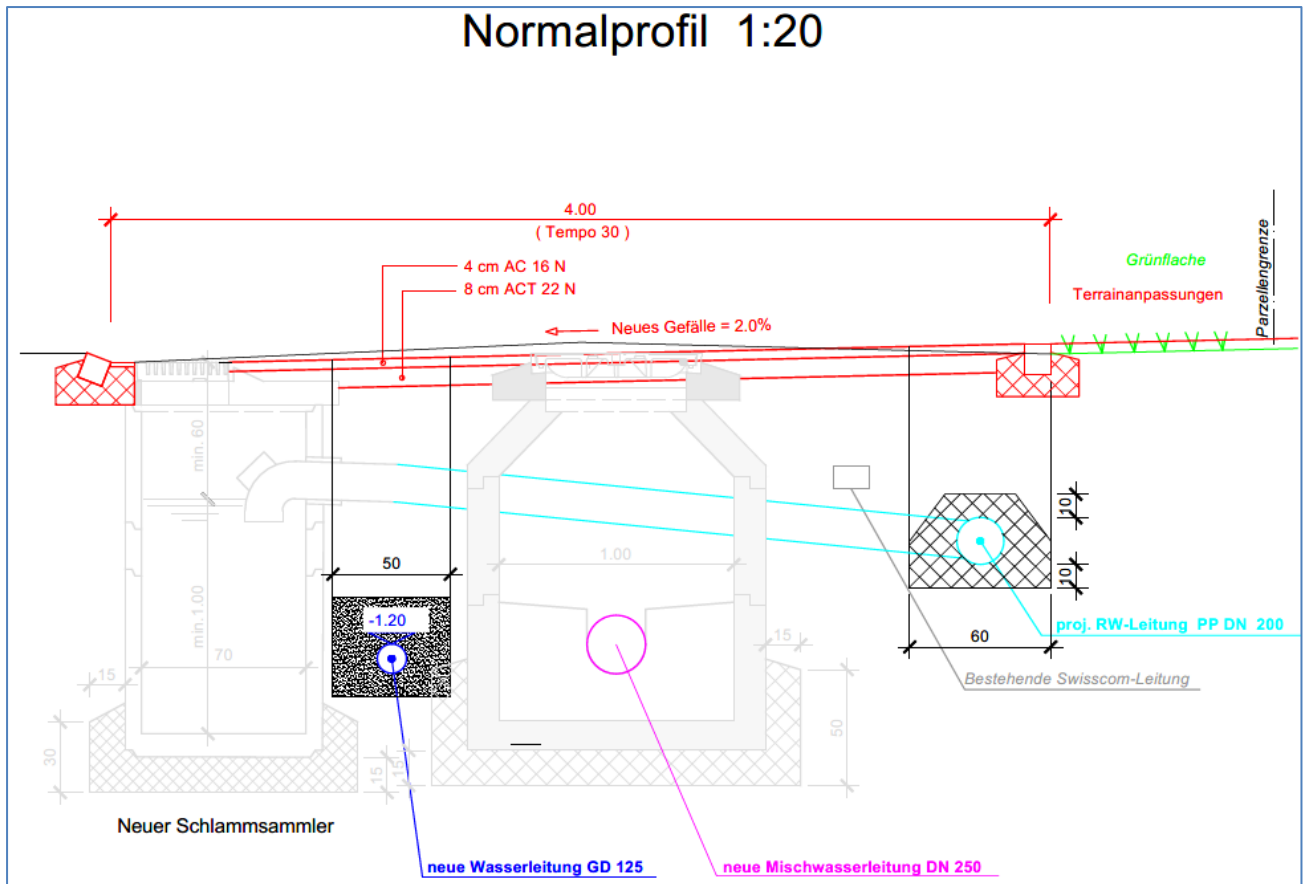 Normalprofil 1:20
4.00
( Tempo 30 )
4 cm AC 16 N
8 cm ACT 22 N
Neues Gefälle = 2.0%
Grünflache
Terrainanpassungen
Parzellengrenze
min. 60
min. 1.00
50
1.00
10
10
-1.20
70
15
15
60
proj. RW-Leitung PP DN 200
Bestehende Swisscom-Leitung
30
15
15
50
Neuer Schlammsammler
neue Wasserleitung GD 125
neue Mischwasserleitung DN 250